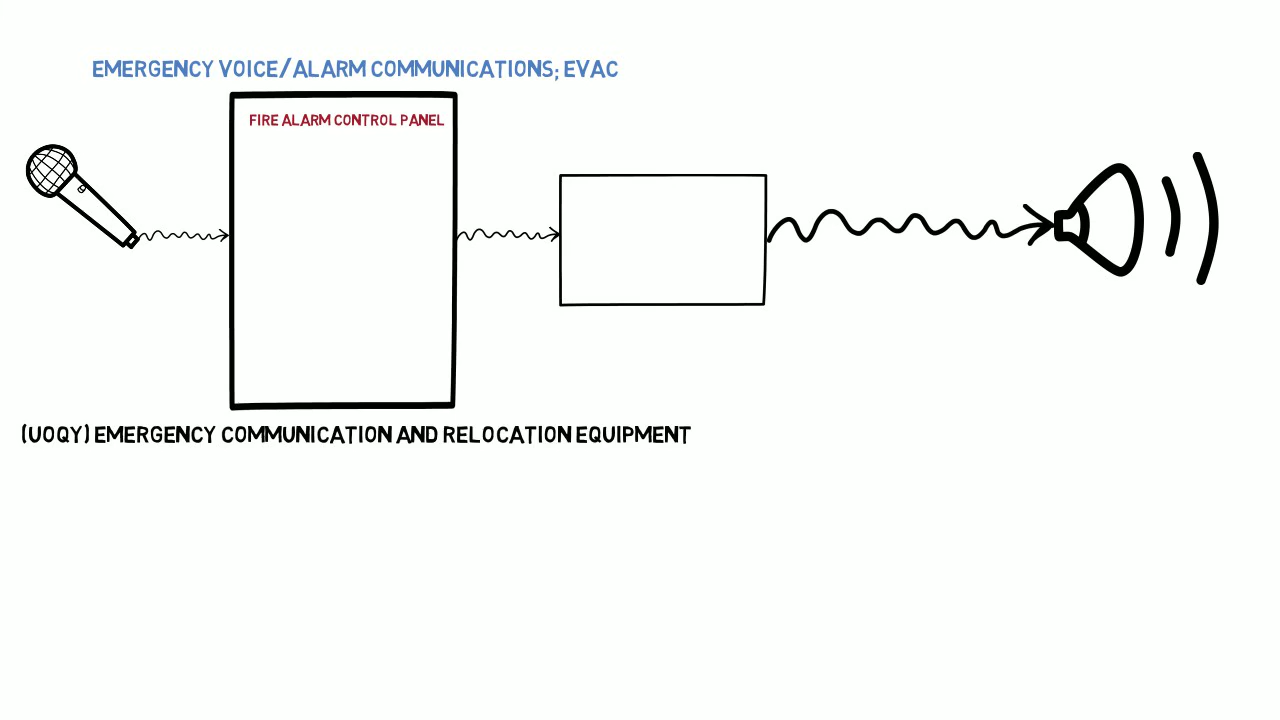 EMERGENCY VOICE/ALARM COMMUNICATIONS; EVAC
FIRE ALARM CONTROL PANEL
(UOQY) EMERGENCY COMMUNICATION AND RELOCATION EQUIPMENT